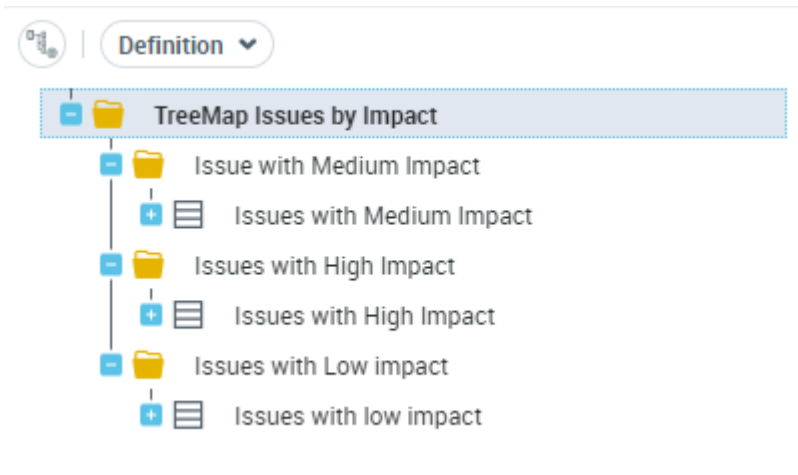 Definition
TreeMap Issues by Impact
Issue with Medium Impact
Issues with Medium Impact
Issues with High Impact
Issues with High Impact
Issues with Low impact
Issues with low impact